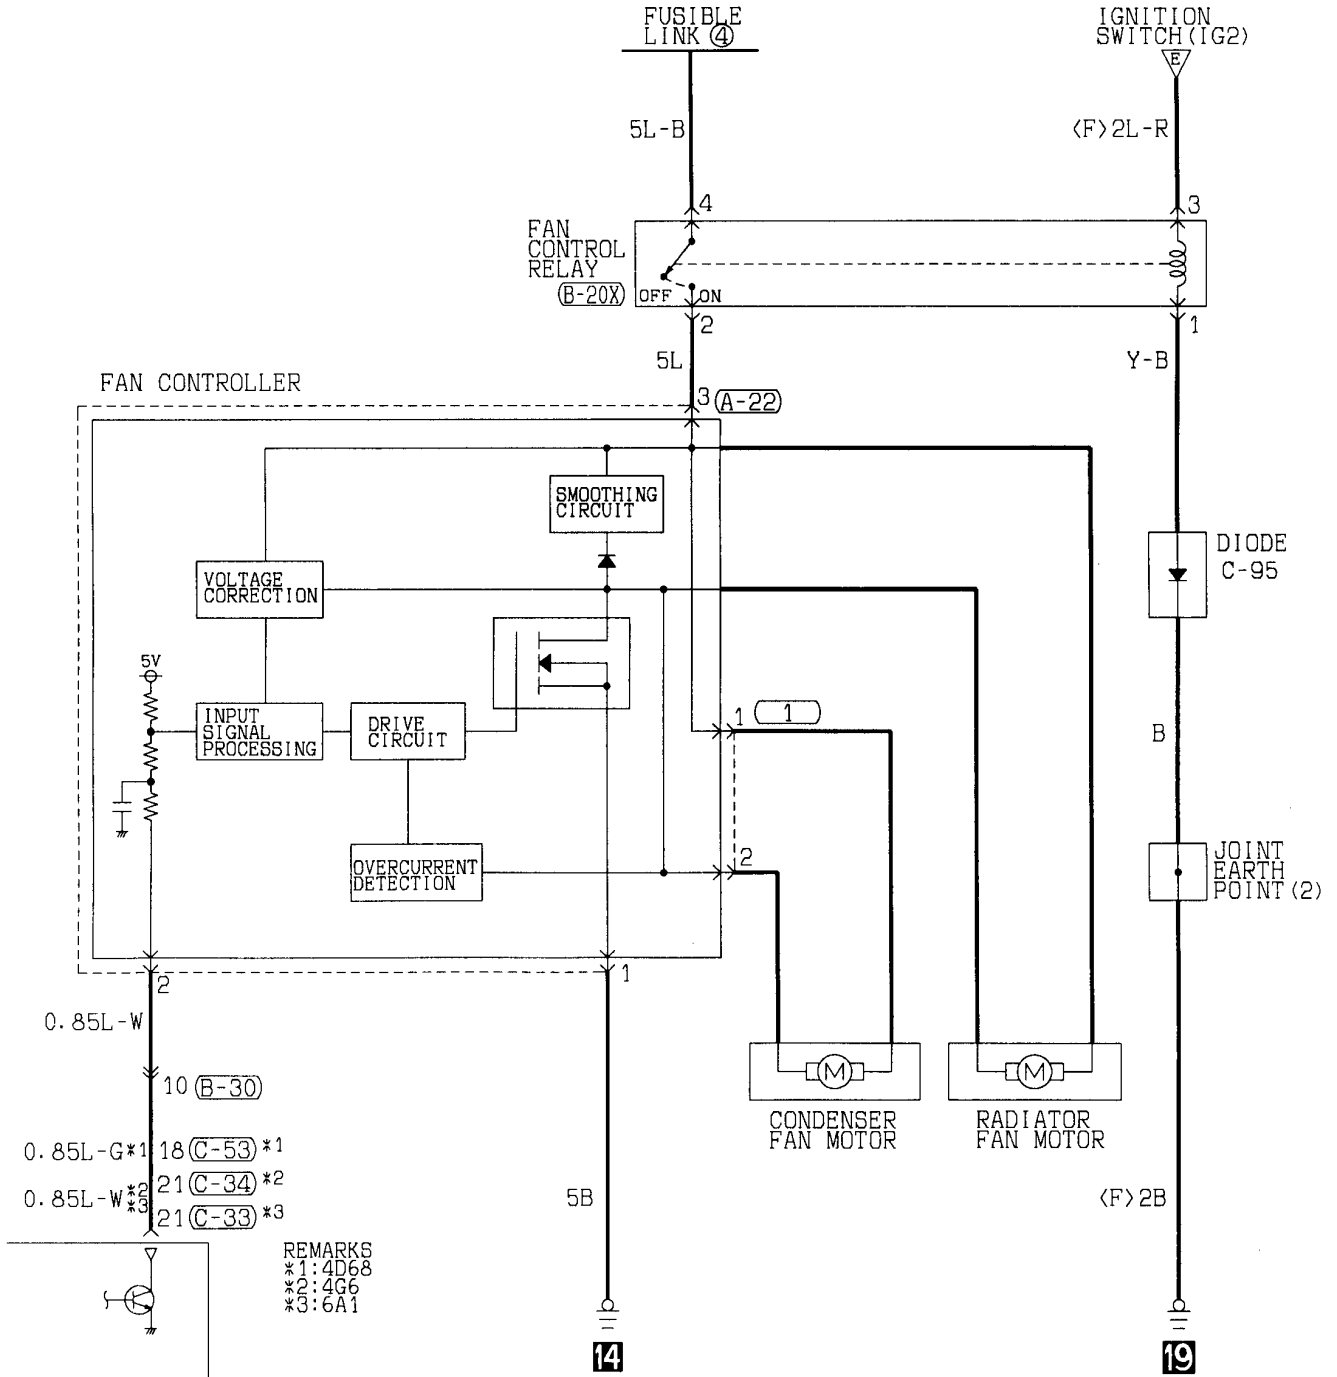 FUSIBLE
LINK ④
IGNITION
SWITCH(IG2)
E
5L-B
<F>2L-R
4
3
FAN
CONTROL
RELAY
B-20X
OFF
ON
2
1
5L
Y-B
FAN CONTROLLER
3
A-22
SMOOTHING
CIRCUIT
DIODE
C-95
VOLTAGE
CORRECTION
5V
INPUT
SIGNAL
PROCESSING
DRIVE
CIRCUIT
1
1
B
OVERCURRENT
DETECTION
2
JOINT
EARTH
POINT(2)
2
1
0.85L-W
10 B-30
M
M
CONDENSER
FAN MOTOR
RADIATOR
FAN MOTOR
0.85L-G*1
18 C-53 *1
0.85L-W*2
*3
21 C-34 *2
21 C-33 *3
5B
<F>2B
REMARKS
*1:4D68
*2:4G6
*3:6A1
14
19